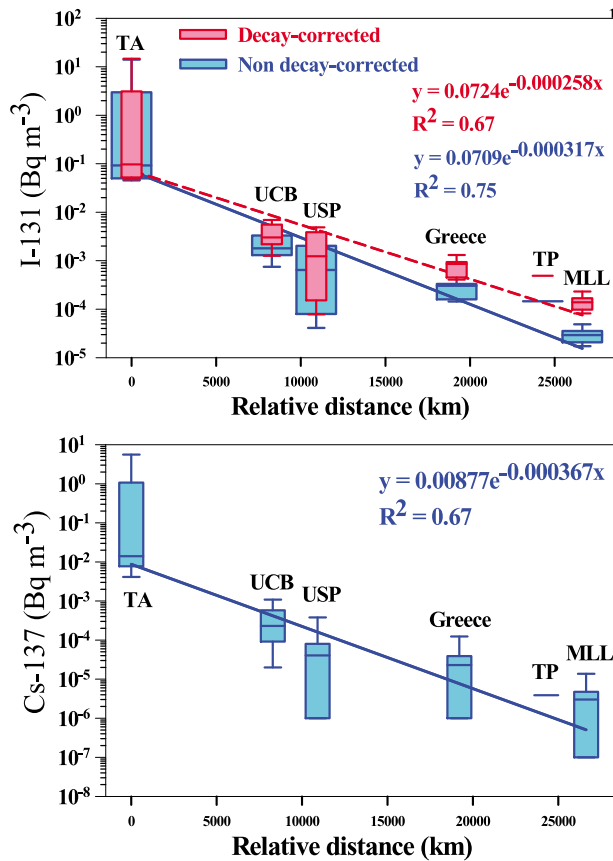 1
10²
10¹
10⁰
10⁻¹
10⁻²
10⁻³
10⁻⁴
10⁻⁵
I-131 (Bq m⁻³)
TA
Decay-corrected
Non decay-corrected
y = 0.0724e^-0.000258x
R² = 0.67
y = 0.0709e^-0.000317x
R² = 0.75
UCB
USP
Greece
TP
MLL
0 5000 10000 15000 20000 25000
Relative distance (km)
10¹
10⁰
10⁻¹
10⁻²
10⁻³
10⁻⁴
10⁻⁵
10⁻⁶
10⁻⁷
10⁻⁸
Cs-137 (Bq m⁻³)
y = 0.00877e^-0.000367x
R² = 0.67
TA
UCB
USP
Greece
TP
MLL
0 5000 10000 15000 20000 25000
Relative distance (km)